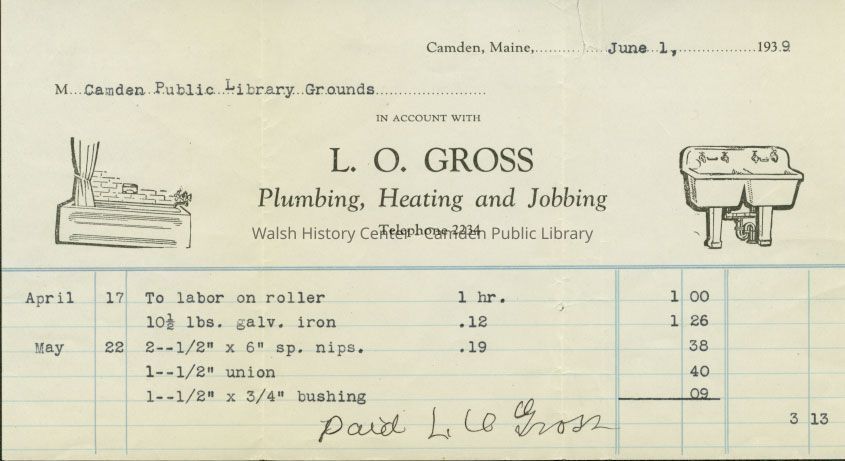 Camden, Maine, June 1, 1939
M Camden Public Library Grounds
IN ACCOUNT WITH
L. O. GROSS
Plumbing, Heating and Jobbing
Telephone 2234
Walsh History Center - Camden Public Library
April 17 To labor on roller 1 hr. 1 00
10½ lbs. galv. iron .12 1 26
May 22 2--1/2" x 6" sp. nips. .19 38
1--1/2" union 40
1--1/2" x 3/4" bushing 09
3 13
Paid L O Gross